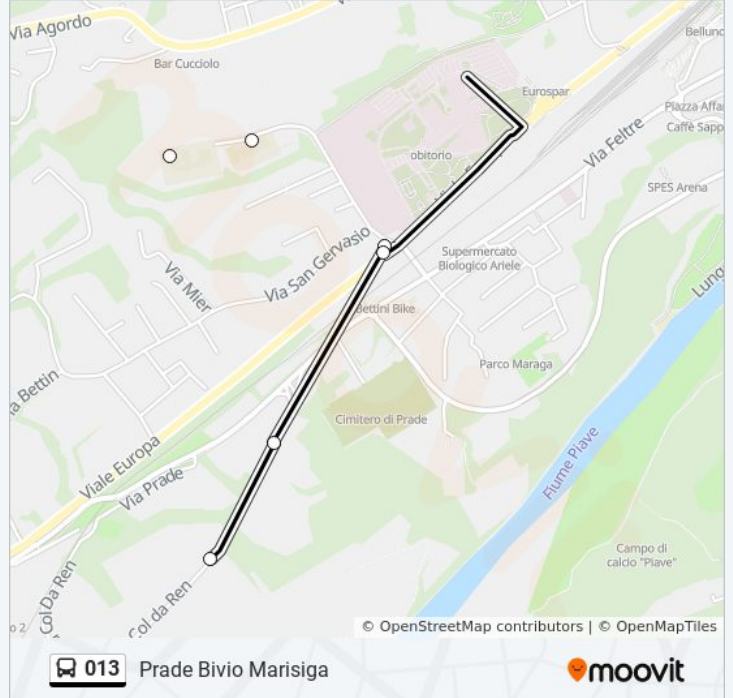 Via Agordo
Bar Cucciolo
Bellunc
Eurospar
Piazza Affa
Caffè Sapp
obitorio
Via Feltre
SPES Arena
Via San Gervasio
Supermercato
Biologico Ariele
Via Mier
Lung
Bettini Bike
Parco Maraga
a Bettin
Cimitero di Prade
Viale Europa
Via Prade
Fiume Piave
Campo di
calcio "Piave"
Col Da Ren
Col da Ren
o 2
© OpenStreetMap contributors | © OpenMapTiles
013 Prade Bivio Marisiga
moovit